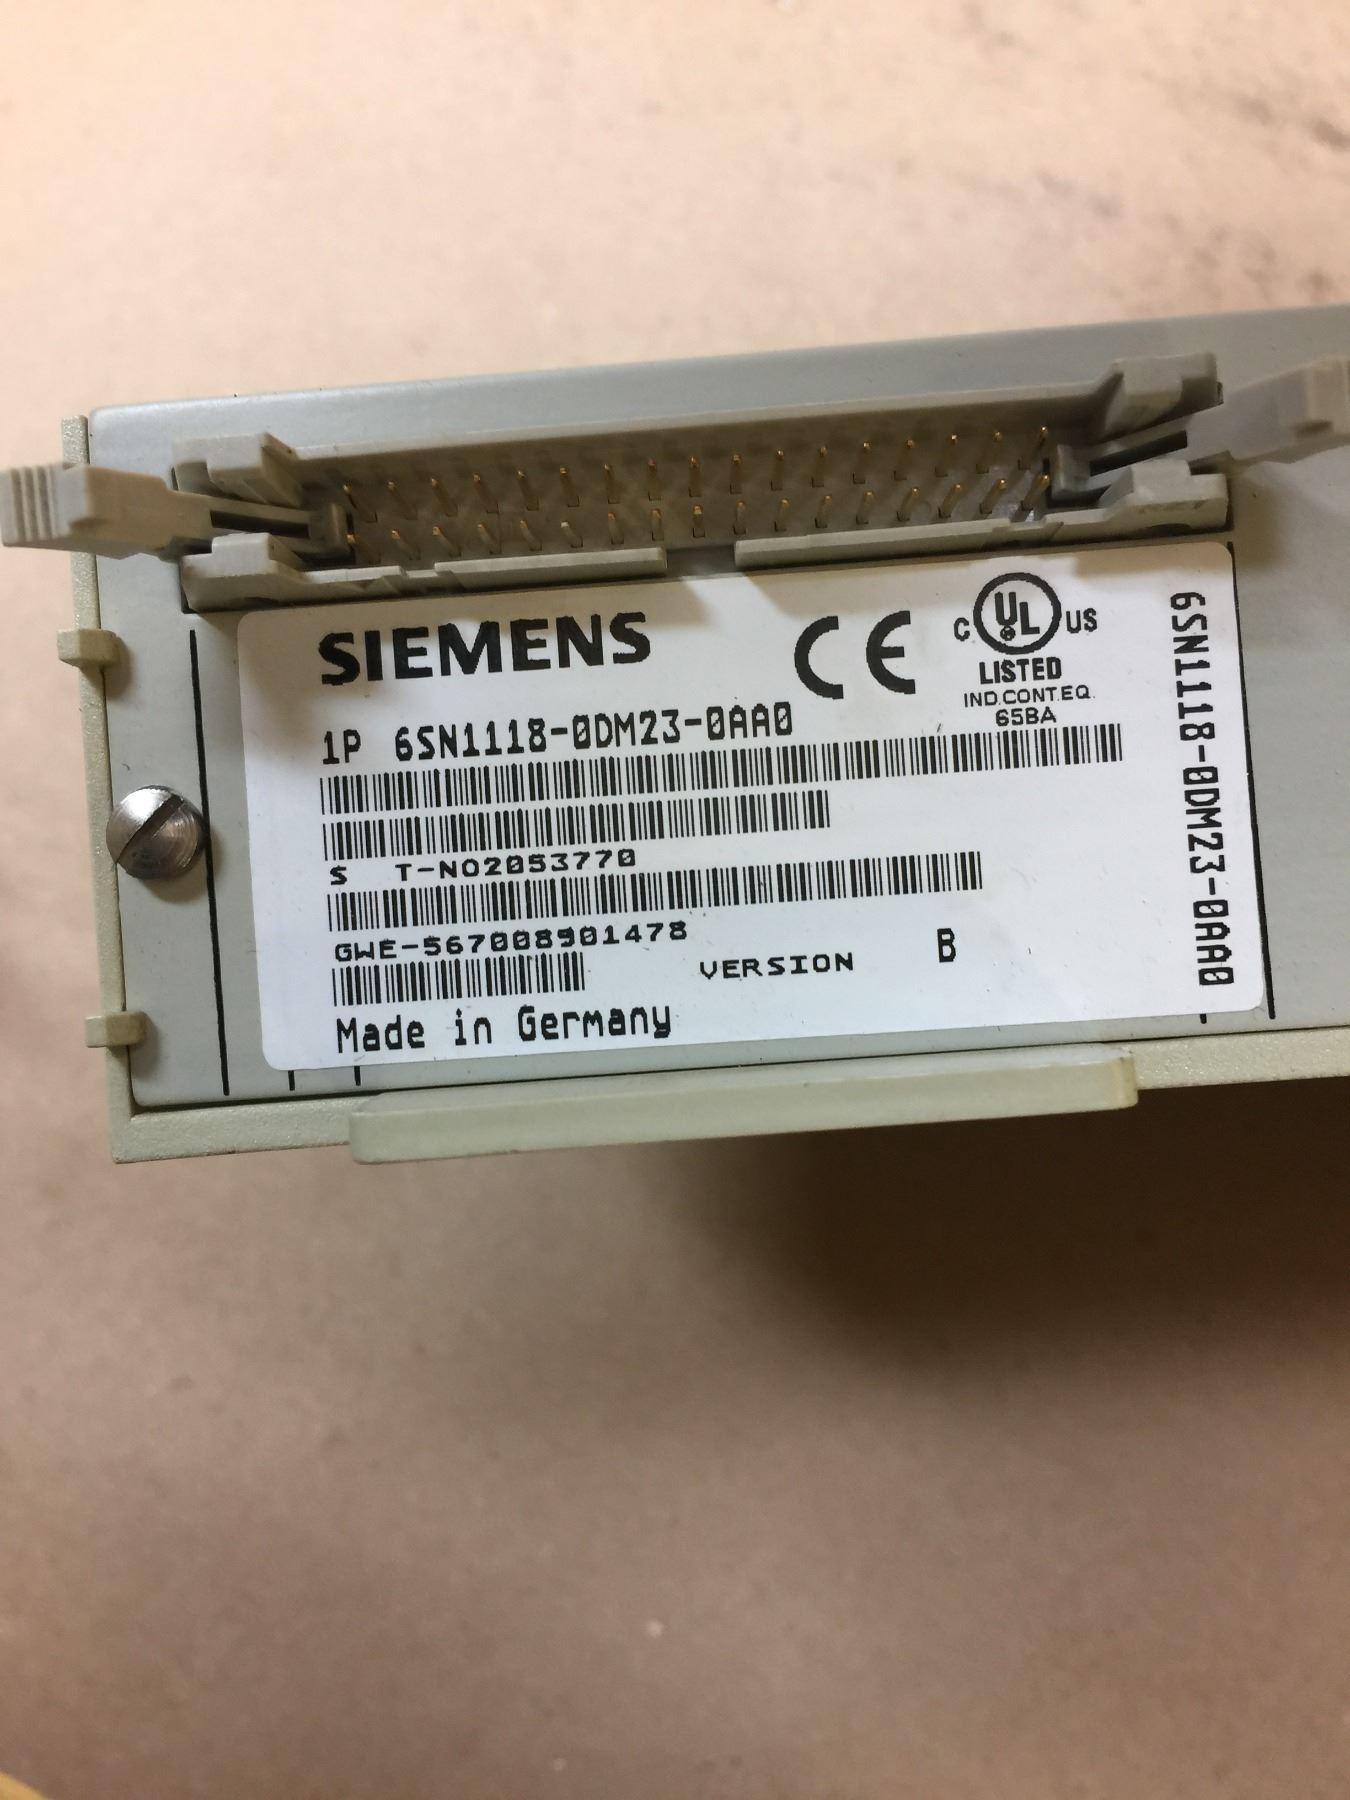 SIEMENS
CE
C UL US
LISTED
IND.CONT.EQ.
65BA
1P 6SN1118-0DM23-0AA0
S T-NO2053770
GWE-567008901478
VERSION B
Made in Germany
6SN1118-0DM23-0AA0